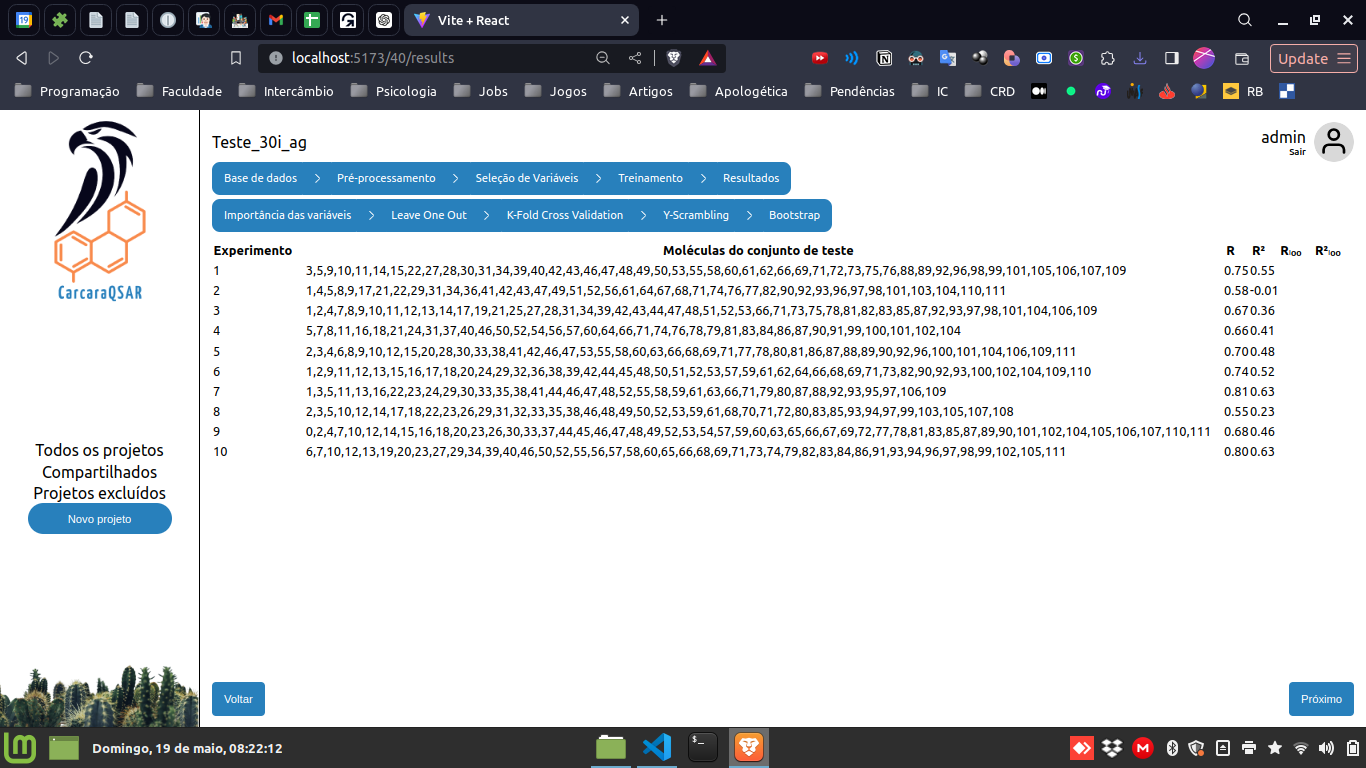 19
Vite + React
localhost:5173/40/results
Update
Programação
Faculdade
Intercâmbio
Psicologia
Jobs
Jogos
Artigos
Apologética
Pendências
IC
CRD
RB
CarcaraQSAR
Todos os projetos
Compartilhados
Projetos excluídos
Novo projeto
Teste_30i_ag
admin
Sair
Base de dados
Pré-processamento
Seleção de Variáveis
Treinamento
Resultados
Importância das variáveis
Leave One Out
K-Fold Cross Validation
Y-Scrambling
Bootstrap
Experimento Moléculas do conjunto de teste R R² Rₗₒₒ R²ₗₒₒ
1 3,5,9,10,11,14,15,22,27,28,30,31,34,39,40,42,43,46,47,48,49,50,53,55,58,60,61,62,66,69,71,72,73,75,76,88,89,92,96,98,99,101,105,106,107,109 0.75 0.55
2 1,4,5,8,9,17,21,22,29,31,34,36,41,42,43,47,49,51,52,56,61,64,67,68,71,74,76,77,82,90,92,93,96,97,98,101,103,104,110,111 0.58 -0.01
3 1,2,4,7,8,9,10,11,12,13,14,17,19,21,25,27,28,31,34,39,42,43,44,47,48,51,52,53,66,71,73,75,78,81,82,83,85,87,92,93,97,98,101,104,106,109 0.67 0.36
4 5,7,8,11,16,18,21,24,31,37,40,46,50,52,54,56,57,60,64,66,71,74,76,78,79,81,83,84,86,87,90,91,99,100,101,102,104 0.66 0.41
5 2,3,4,6,8,9,10,12,15,20,28,30,33,38,41,42,46,47,53,55,58,60,63,66,68,69,71,77,78,80,81,86,87,88,89,90,92,96,100,101,104,106,109,111 0.70 0.48
6 1,2,9,11,12,13,15,16,17,18,20,24,29,32,36,38,39,42,44,45,48,50,51,52,53,57,59,61,62,64,66,68,69,71,73,82,90,92,93,100,102,104,109,110 0.74 0.52
7 1,3,5,11,13,16,22,23,24,29,30,33,35,38,41,44,46,47,48,52,55,58,59,61,63,66,71,79,80,87,88,92,93,95,97,106,109 0.81 0.63
8 2,3,5,10,12,14,17,18,22,23,26,29,31,32,33,35,38,46,48,49,50,52,53,59,61,68,70,71,72,80,83,85,93,94,97,99,103,105,107,108 0.55 0.23
9 0,2,4,7,10,12,14,15,16,18,20,23,26,30,33,37,44,45,46,47,48,49,52,53,54,57,59,60,63,65,66,67,69,72,77,78,81,83,85,87,89,90,101,102,104,105,106,107,110,111 0.68 0.46
10 6,7,10,12,13,19,20,23,27,29,34,39,40,46,50,52,55,56,57,58,60,65,66,68,69,71,73,74,79,82,83,84,86,91,93,94,96,97,98,99,102,105,111 0.80 0.63
Voltar
Próximo
Domingo, 19 de maio, 08:22:12